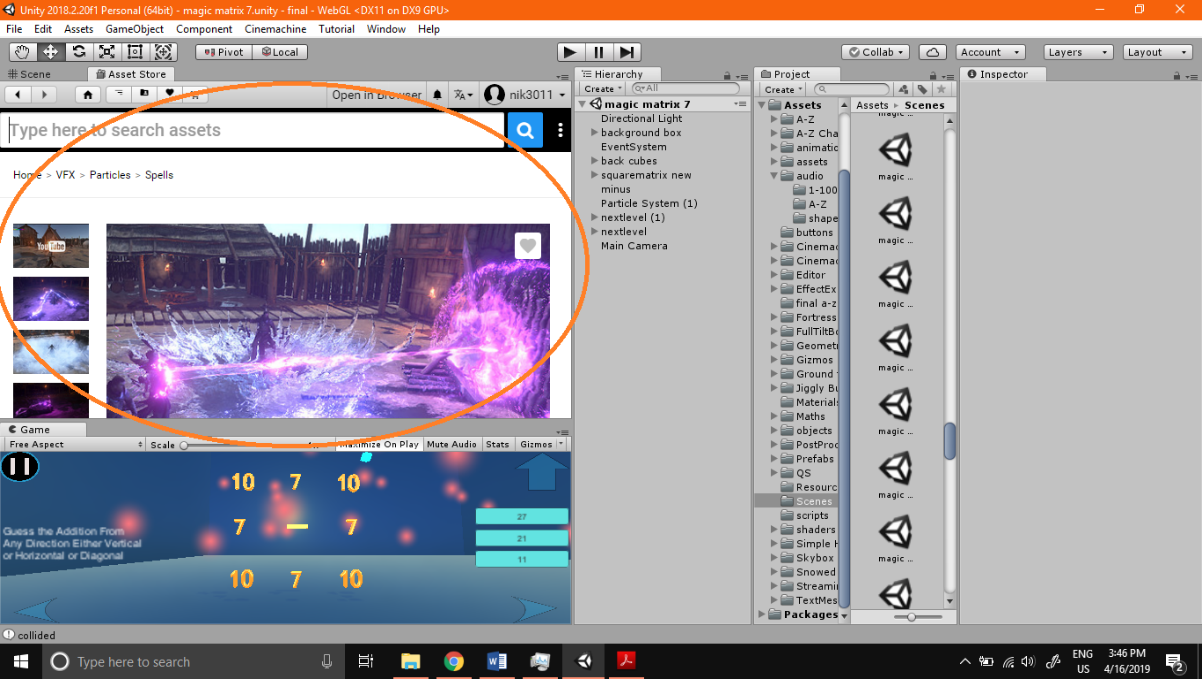 Unity 2018.2.20f1 Personal (64bit) - magic matrix 7.unity - final - WebGL <DX11 on DX9 GPU>
File Edit Assets GameObject Component Cinemachine Tutorial Window Help
Pivot Local Collab Account Layers Layout
Scene Asset Store
Open in Browser nik3011
Type here to search assets
Home > VFX > Particles > Spells
YouTube
Game
Free Aspect Scale Maximize On Play Mute Audio Stats Gizmos
10 7 10
7 7
10 7 10
Guess the Addition From
Any Direction Either Vertical
or Horizontal or Diagonal
27
21
11
Hierarchy
Create All
magic matrix 7
Directional Light
background box
EventSystem
back cubes
squarematrix new
minus
Particle System (1)
nextlevel (1)
nextlevel
Main Camera
Project
Create
Assets
A-Z
A-Z Cha
animatic
assets
audio
1-100
A-Z
shape
buttons
Cinemac
Cinemac
Editor
EffectEx
final a-z
Fortress
FullTiltBo
Geometr
Gizmos
Ground
Jiggly Bu
Materials
Maths
objects
PostProc
Prefabs
QS
Resourc
Scenes
scripts
shaders
Simple H
Skybox
Snowed
Streamin
TextMes
Packages
Assets > Scenes
magic ...
magic ...
magic ...
magic ...
magic ...
magic ...
magic ...
magic ...
Inspector
collided
Type here to search
ENG
US
3:46 PM
4/16/2019
2